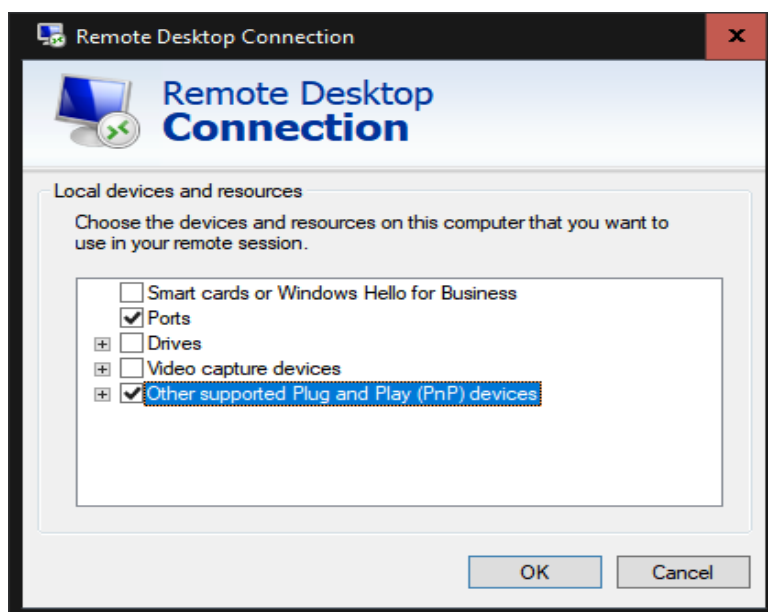 Remote Desktop Connection
Remote Desktop
Connection
Local devices and resources
Choose the devices and resources on this computer that you want to
use in your remote session.
Smart cards or Windows Hello for Business
Ports
Drives
Video capture devices
Other supported Plug and Play (PnP) devices
OK Cancel